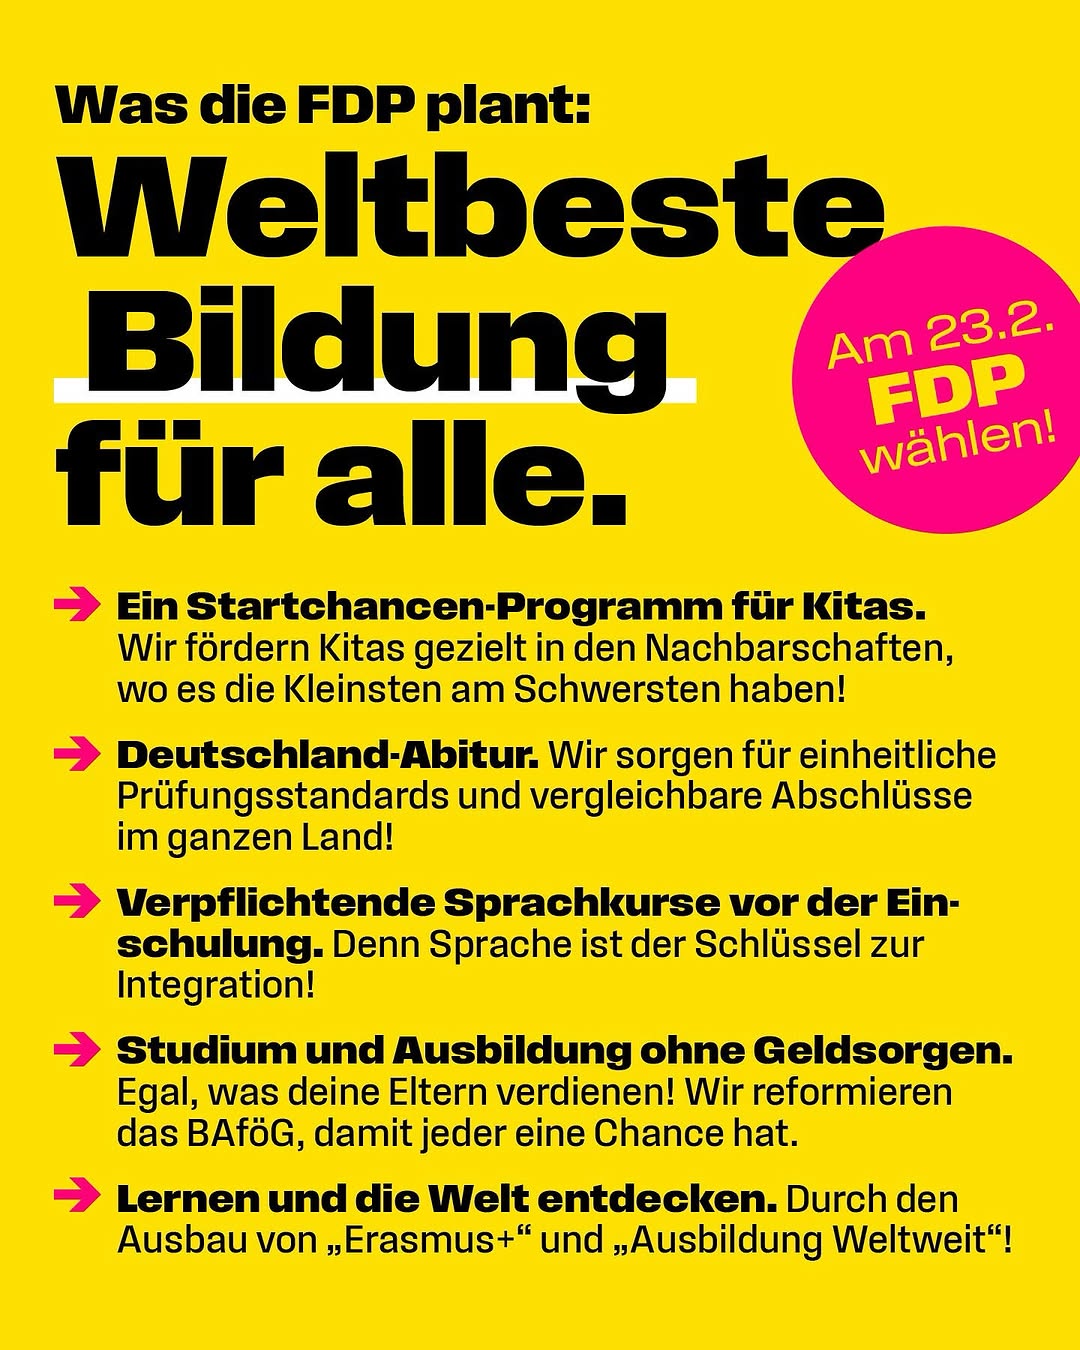 Was die FDP plant:
Weltbeste
Bildung
für alle.
Am 23.2.
FDP
wählen!
Ein Startchancen-Programm für Kitas.
Wir fördern Kitas gezielt in den Nachbarschaften,
wo es die Kleinsten am Schwersten haben!
Deutschland-Abitur. Wir sorgen für einheitliche
Prüfungsstandards und vergleichbare Abschlüsse
im ganzen Land!
Verpflichtende Sprachkurse vor der Ein-
schulung. Denn Sprache ist der Schlüssel zur
Integration!
Studium und Ausbildung ohne Geldsorgen.
Egal, was deine Eltern verdienen! Wir reformieren
das BAföG, damit jeder eine Chance hat.
Lernen und die Welt entdecken. Durch den
Ausbau von „Erasmus+“ und „Ausbildung Weltweit“!